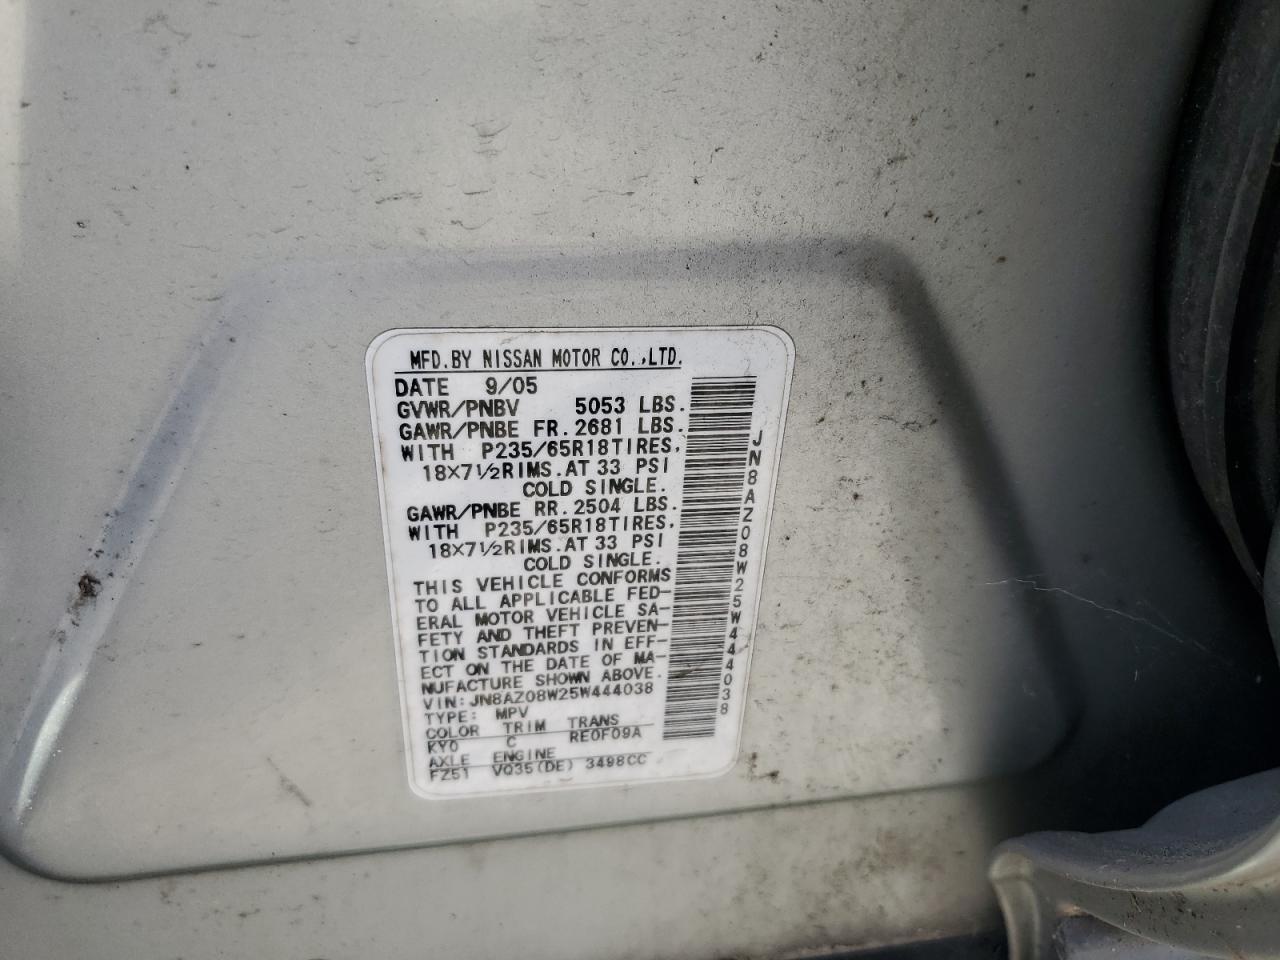 MFD.BY NISSAN MOTOR CO.,LTD.
DATE 9/05
GVWR/PNBV 5053 LBS.
GAWR/PNBE FR.2681 LBS.
WITH P235/65R18TIRES,
18×7½RIMS.AT 33 PSI
COLD SINGLE.
GAWR/PNBE RR.2504 LBS.
WITH P235/65R18TIRES,
18×7½RIMS.AT 33 PSI
COLD SINGLE.
THIS VEHICLE CONFORMS
TO ALL APPLICABLE FED-
ERAL MOTOR VEHICLE SA-
FETY AND THEFT PREVEN-
TION STANDARDS IN EFF-
ECT ON THE DATE OF MA-
NUFACTURE SHOWN ABOVE.
VIN:JN8AZ08W25W444038
TYPE: MPV
COLOR TRIM TRANS
KY0 C RE0F09A
AXLE ENGINE
FZ51 VQ35(DE) 3498CC
JN8AZ08W25W444038